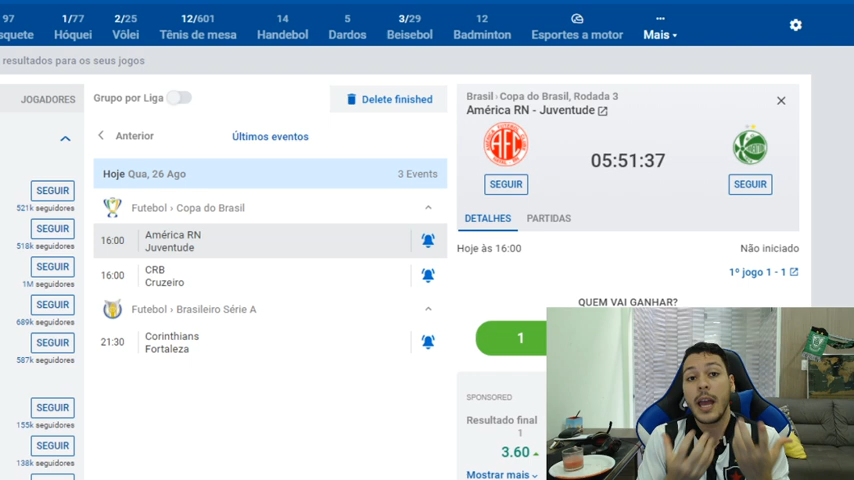 97 1/77 2/25 12/601 14 5 3/29 12
squete Hóquei Vôlei Tênis de mesa Handebol Dardos Beisebol Badminton Esportes a motor Mais
resultados para os seus jogos
JOGADORES
SEGUIR
521k seguidores
SEGUIR
518k seguidores
SEGUIR
1M seguidores
SEGUIR
689k seguidores
SEGUIR
587k seguidores
SEGUIR
155k seguidores
SEGUIR
138k seguidores
Grupo por Liga
Delete finished
Anterior Últimos eventos
Hoje Qua, 26 Ago 3 Events
Futebol › Copa do Brasil
16:00 América RN
Juventude
16:00 CRB
Cruzeiro
Futebol › Brasileiro Série A
21:30 Corinthians
Fortaleza
Brasil › Copa do Brasil, Rodada 3
América RN - Juventude
AFC
05:51:37
SEGUIR SEGUIR
DETALHES PARTIDAS
Hoje às 16:00 Não iniciado
1º jogo 1 - 1
QUEM VAI GANHAR?
1
SPONSORED
Resultado final
1
3.60
Mostrar mais